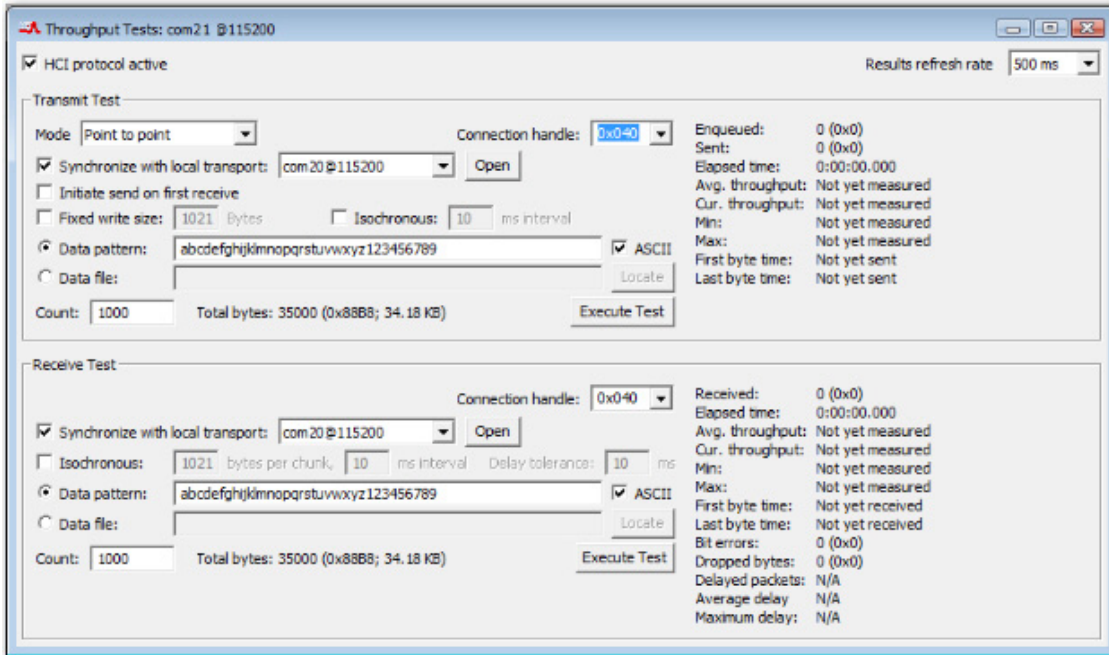 Throughput Tests: com21 @115200
HCI protocol active
Results refresh rate 500 ms
Transmit Test
Mode Point to point
Connection handle: 0x040
Synchronize with local transport: com20@115200 Open
Initiate send on first receive
Fixed write size: 1021 Bytes Isochronous: 10 ms interval
Data pattern: abcdefghijklmnopqrstuvwxyz123456789 ASCII
Data file: Locate
Count: 1000 Total bytes: 35000 (0x88B8; 34.18 KB) Execute Test
Enqueued: 0 (0x0)
Sent: 0 (0x0)
Elapsed time: 0:00:00.000
Avg. throughput: Not yet measured
Cur. throughput: Not yet measured
Min: Not yet measured
Max: Not yet measured
First byte time: Not yet sent
Last byte time: Not yet sent
Receive Test
Connection handle: 0x040
Synchronize with local transport: com20@115200 Open
Isochronous: 1021 bytes per chunk, 10 ms interval Delay tolerance: 10 ms
Data pattern: abcdefghijklmnopqrstuvwxyz123456789 ASCII
Data file: Locate
Count: 1000 Total bytes: 35000 (0x88B8; 34.18 KB) Execute Test
Received: 0 (0x0)
Elapsed time: 0:00:00.000
Avg. throughput: Not yet measured
Cur. throughput: Not yet measured
Min: Not yet measured
Max: Not yet measured
First byte time: Not yet received
Last byte time: Not yet received
Bit errors: 0 (0x0)
Dropped bytes: 0 (0x0)
Delayed packets: N/A
Average delay N/A
Maximum delay: N/A